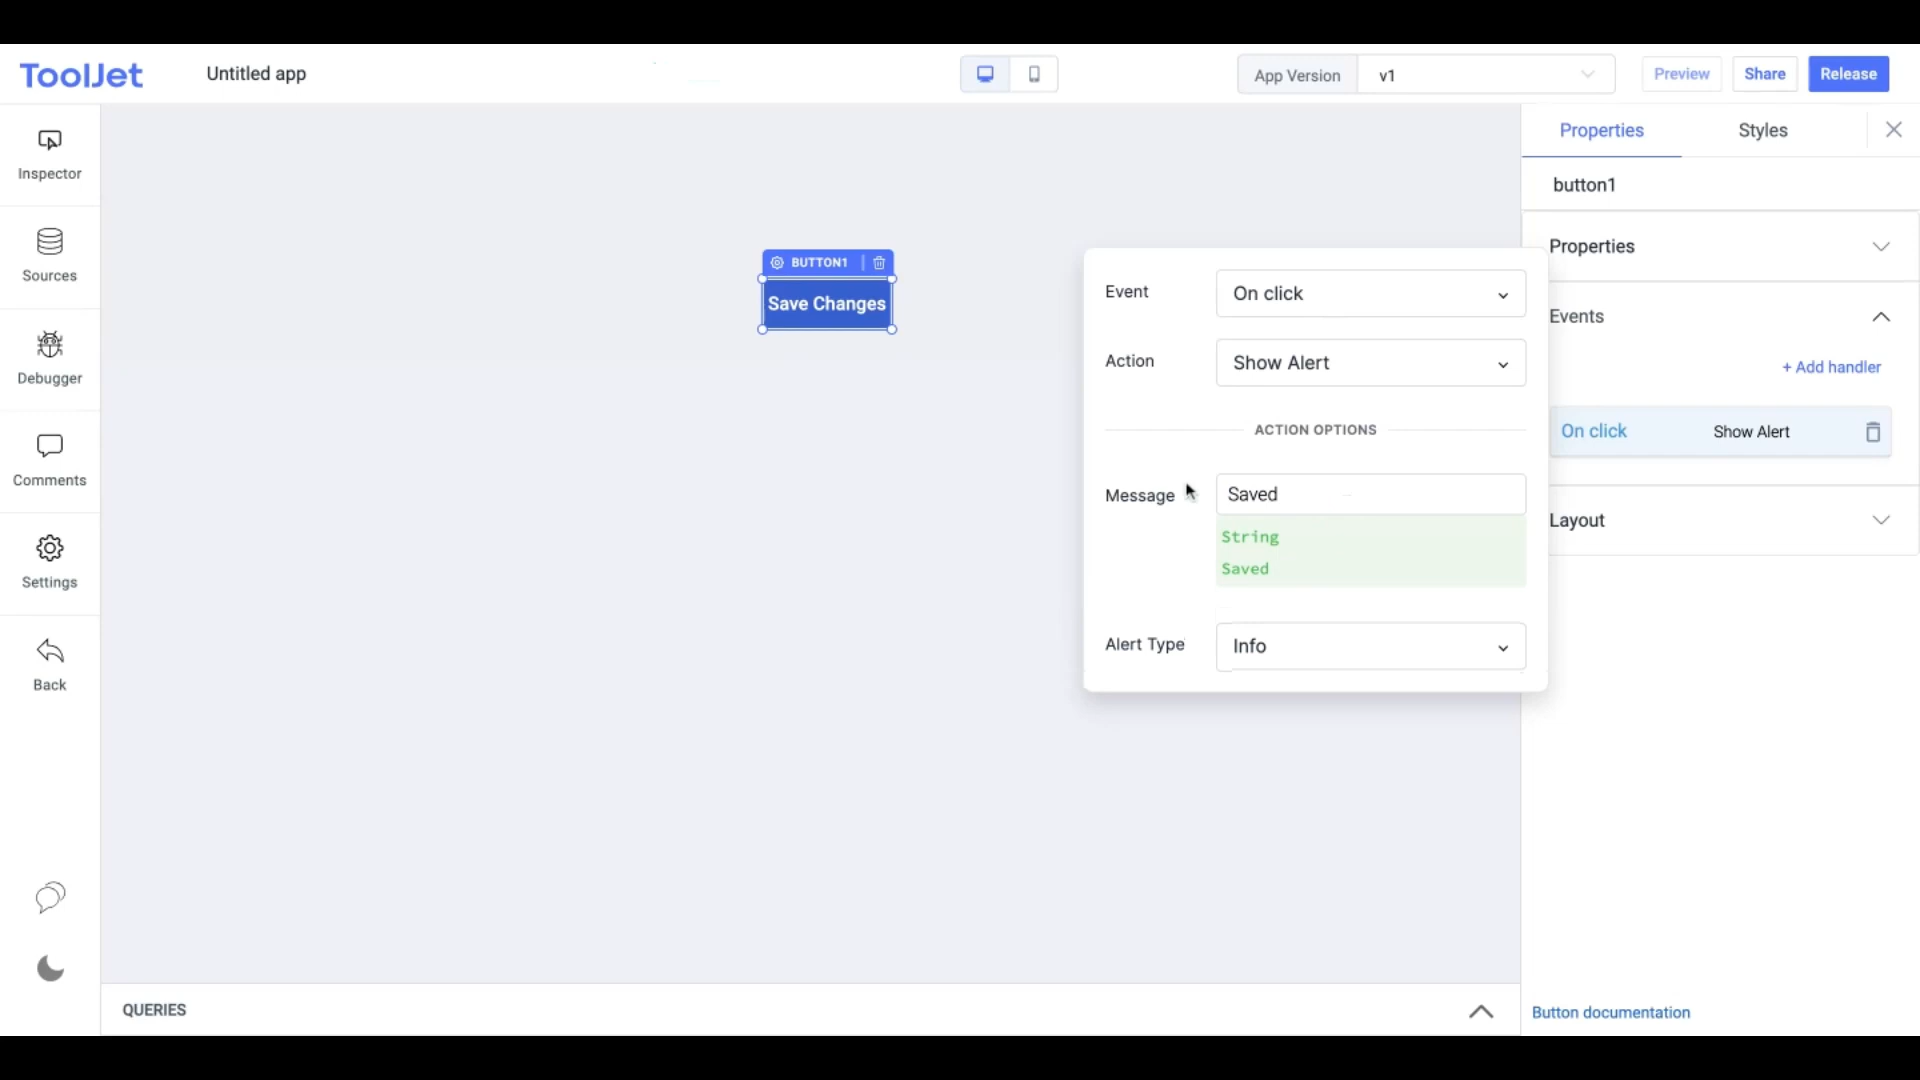 ToolJet
Untitled app
App Version
v1
Preview
Share
Release
Inspector
Sources
Debugger
Comments
Settings
Back
BUTTON1
Save Changes
Event
On click
Action
Show Alert
ACTION OPTIONS
Message
Saved
String
Saved
Alert Type
Info
Properties
Styles
button1
Properties
Events
+ Add handler
On click
Show Alert
Layout
QUERIES
Button documentation